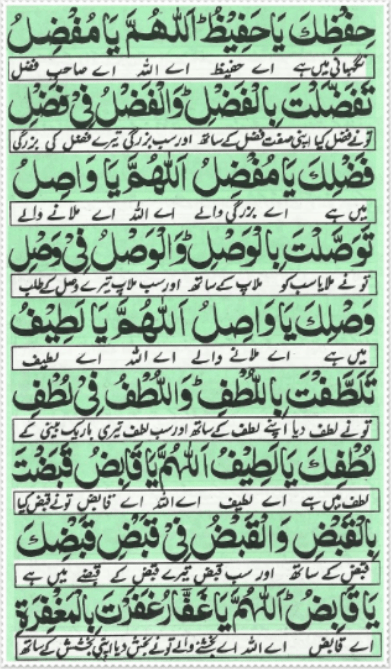 حِفْظِكَ يَا حَفِيْظُ اَللّٰهُمَّ يَا مُفْضِلُ
نگہبانی میں ہے اے حفیظ اے اللہ اے صاحب فضل
تَفَضَّلْتَ بِالْفَضْلِ وَالْفَضْلُ فِيْ فَضْلِ
تونے فضل کیا اپنی صفت فضل کے ساتھ اور سب بزرگی تیرے فضل کی بزرگی
فَضْلِكَ يَا مُفْضِلُ اَللّٰهُمَّ يَا وَاصِلُ
میں ہے اے بزرگی والے اے اللہ اے ملانے والے
تَوَصَّلْتَ بِالْوَصْلِ وَالْوَصْلُ فِيْ وَصْلِ
تونے ملایا سب کو ملاپ کے ساتھ اور سب ملاپ تیرے وصل کے طلب
وَصْلِكَ يَا وَاصِلُ اَللّٰهُمَّ يَا لَطِيْفُ
میں ہے اے ملانے والے اے اللہ اے لطیف
تَلَطَّفْتَ بِاللُّطْفِ وَاللُّطْفُ فِيْ لُطْفِ
تونے لطف دیا اپنے لطف کے ساتھ اور سب لطف تیری باریک بینی کے
لُطْفِكَ يَا لَطِيْفُ اَللّٰهُمَّ يَا قَابِضُ قَبَضْتَ
لطف میں ہے اے لطیف اے اللہ اے قابض تونے قبض کیا
بِالْقَبْضِ وَالْقَبْضُ فِيْ قَبْضِ قَبْضِكَ
قبض کے ساتھ اور سب قبض تیرے قبض کے قبضے میں ہے
يَا قَابِضُ اَللّٰهُمَّ يَا غَفَّارُ غَفَرْتَ بِالْمَغْفِرَةِ
اے قابض اے اللہ اے بخشنے والے تونے بخش دیا اپنی بخشش کے ساتھ